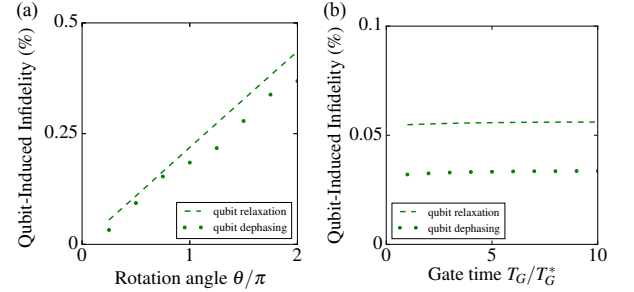 (a)
Qubit-Induced Infidelity (%)
0.5
0.25
0
0
1
2
qubit relaxation
qubit dephasing
Rotation angle θ/π
(b)
Qubit-Induced Infidelity (%)
0.1
0.05
0
0
5
10
qubit relaxation
qubit dephasing
Gate time T_G/T_G^*